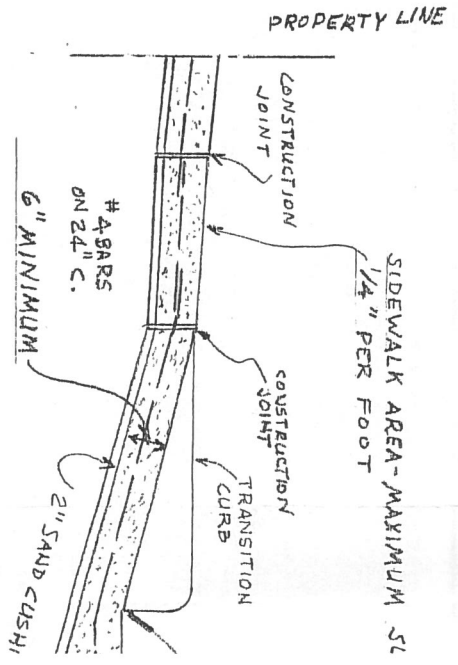 PROPERTY LINE
CONSTRUCTION
JOINT
SIDEWALK AREA - MAXIMUM SL
1/4" PER FOOT
#4 BARS
ON 24" C.
6" MINIMUM
CONSTRUCTION
JOINT
TRANSITION
CURB
2" SAND CUSHI